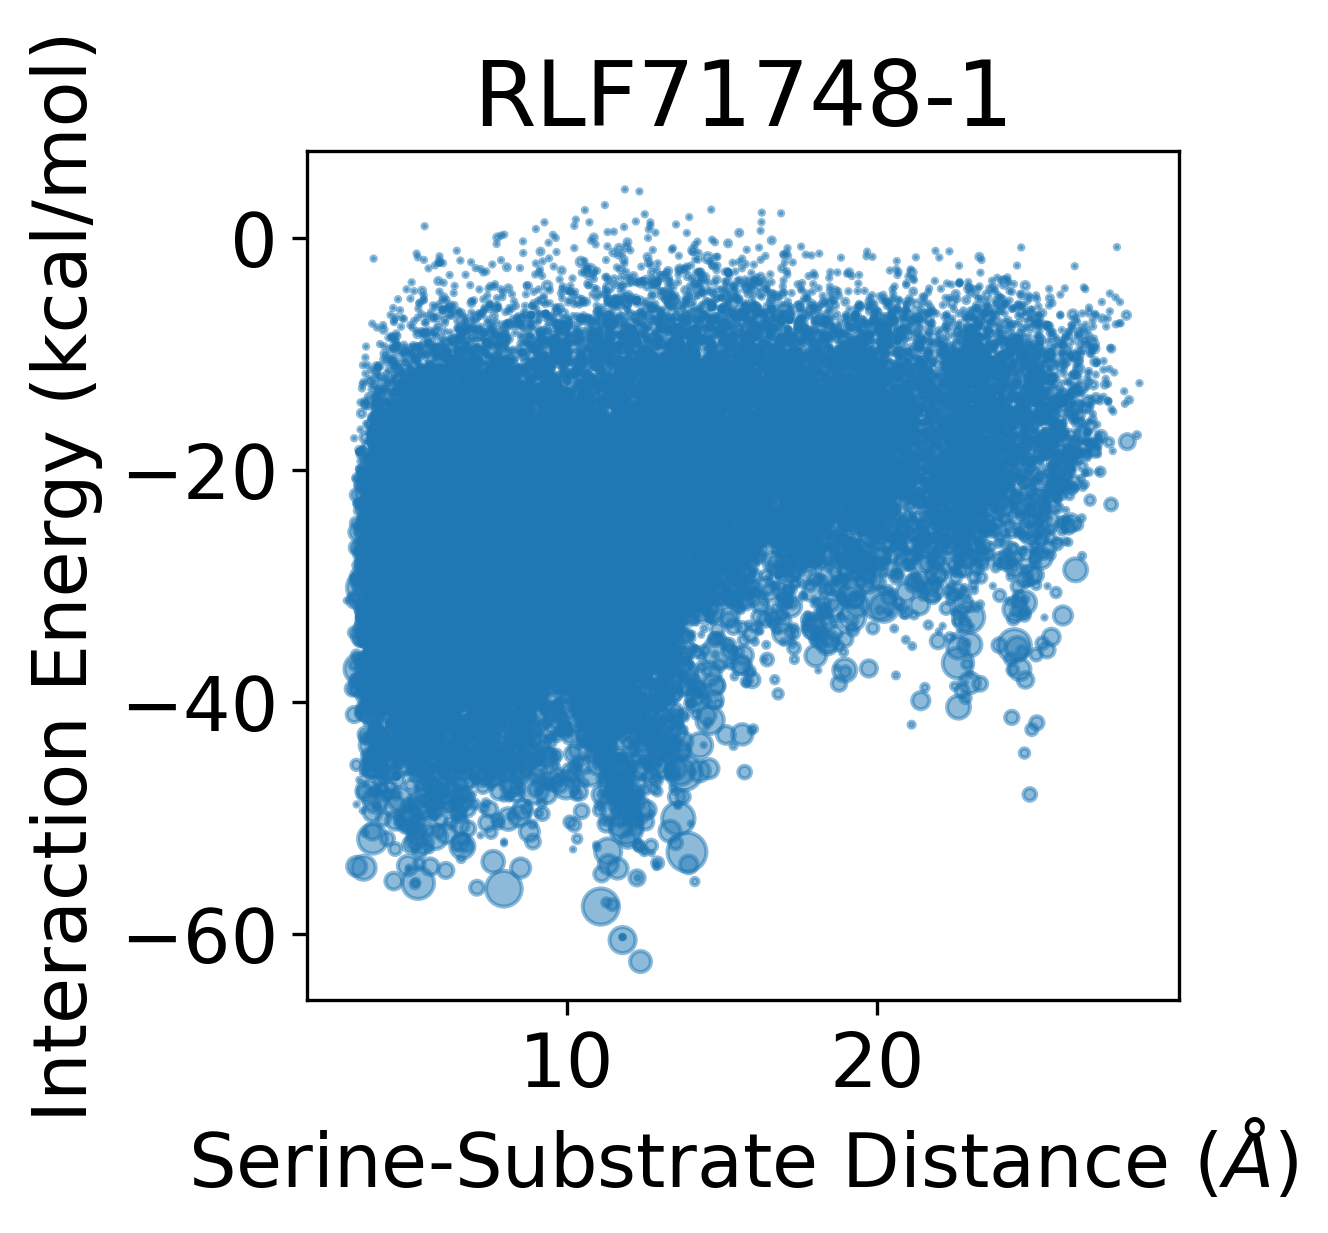 RLF71748-1
Interaction Energy (kcal/mol)
0
−20
−40
−60
10 20
Serine-Substrate Distance (Å)